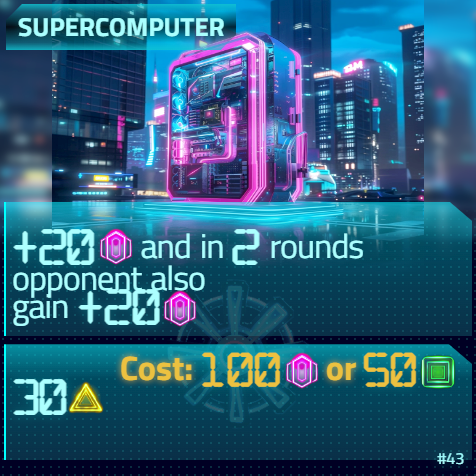 SUPERCOMPUTER
+20 and in 2 rounds
opponent also
gain +20
Cost: 100 or 50
30
#43